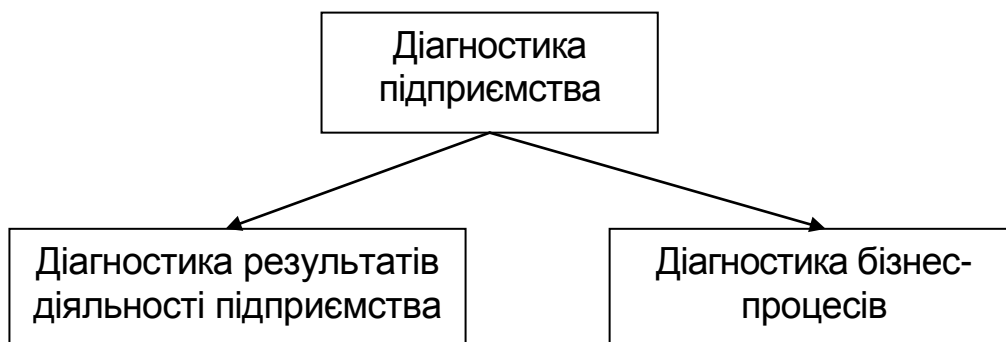 Діагностика
підприємства
Діагностика результатів
діяльності підприємства
Діагностика бізнес-
процесів